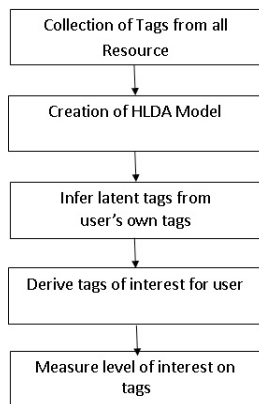 Collection of Tags from all
Resource
Creation of HLDA Model
Infer latent tags from
user's own tags
Derive tags of interest for user
Measure level of interest on
tags